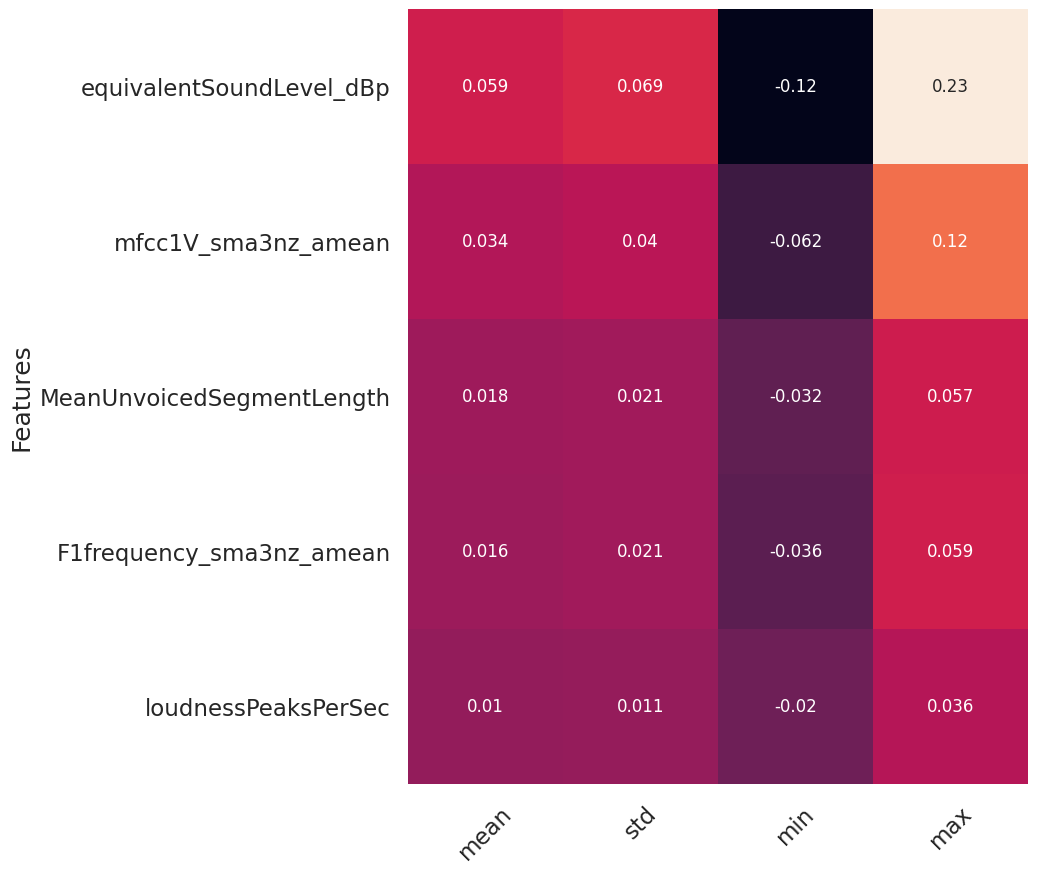 Features
equivalentSoundLevel_dBp 0.059 0.069 -0.12 0.23
mfcc1V_sma3nz_amean 0.034 0.04 -0.062 0.12
MeanUnvoicedSegmentLength 0.018 0.021 -0.032 0.057
F1frequency_sma3nz_amean 0.016 0.021 -0.036 0.059
loudnessPeaksPerSec 0.01 0.011 -0.02 0.036
mean std min max